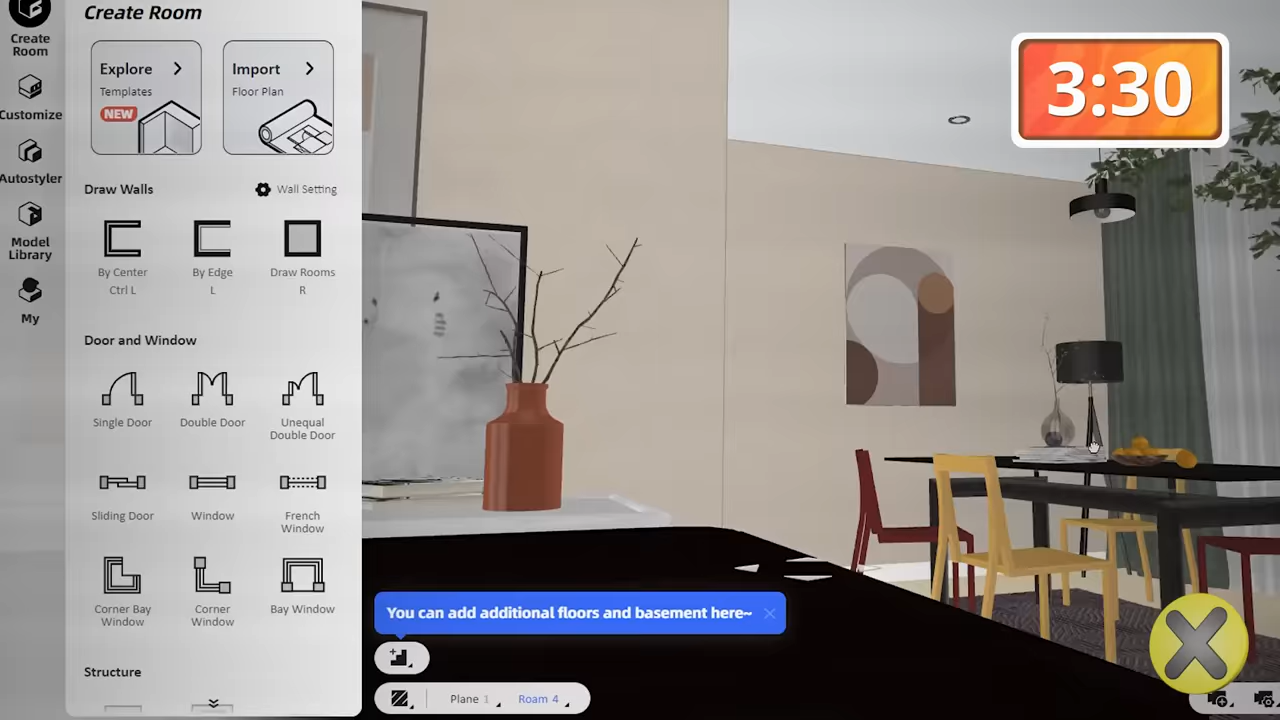 Create Room
Create
Room
Customize
Autostyler
Model
Library
My
Explore
Templates
NEW
Import
Floor Plan
Draw Walls
Wall Setting
By Center
Ctrl L
By Edge
L
Draw Rooms
R
Door and Window
Single Door
Double Door
Unequal
Double Door
Sliding Door
Window
French
Window
Corner Bay
Window
Corner
Window
Bay Window
Structure
3:30
You can add additional floors and basement here~
Plane 1
Roam 4